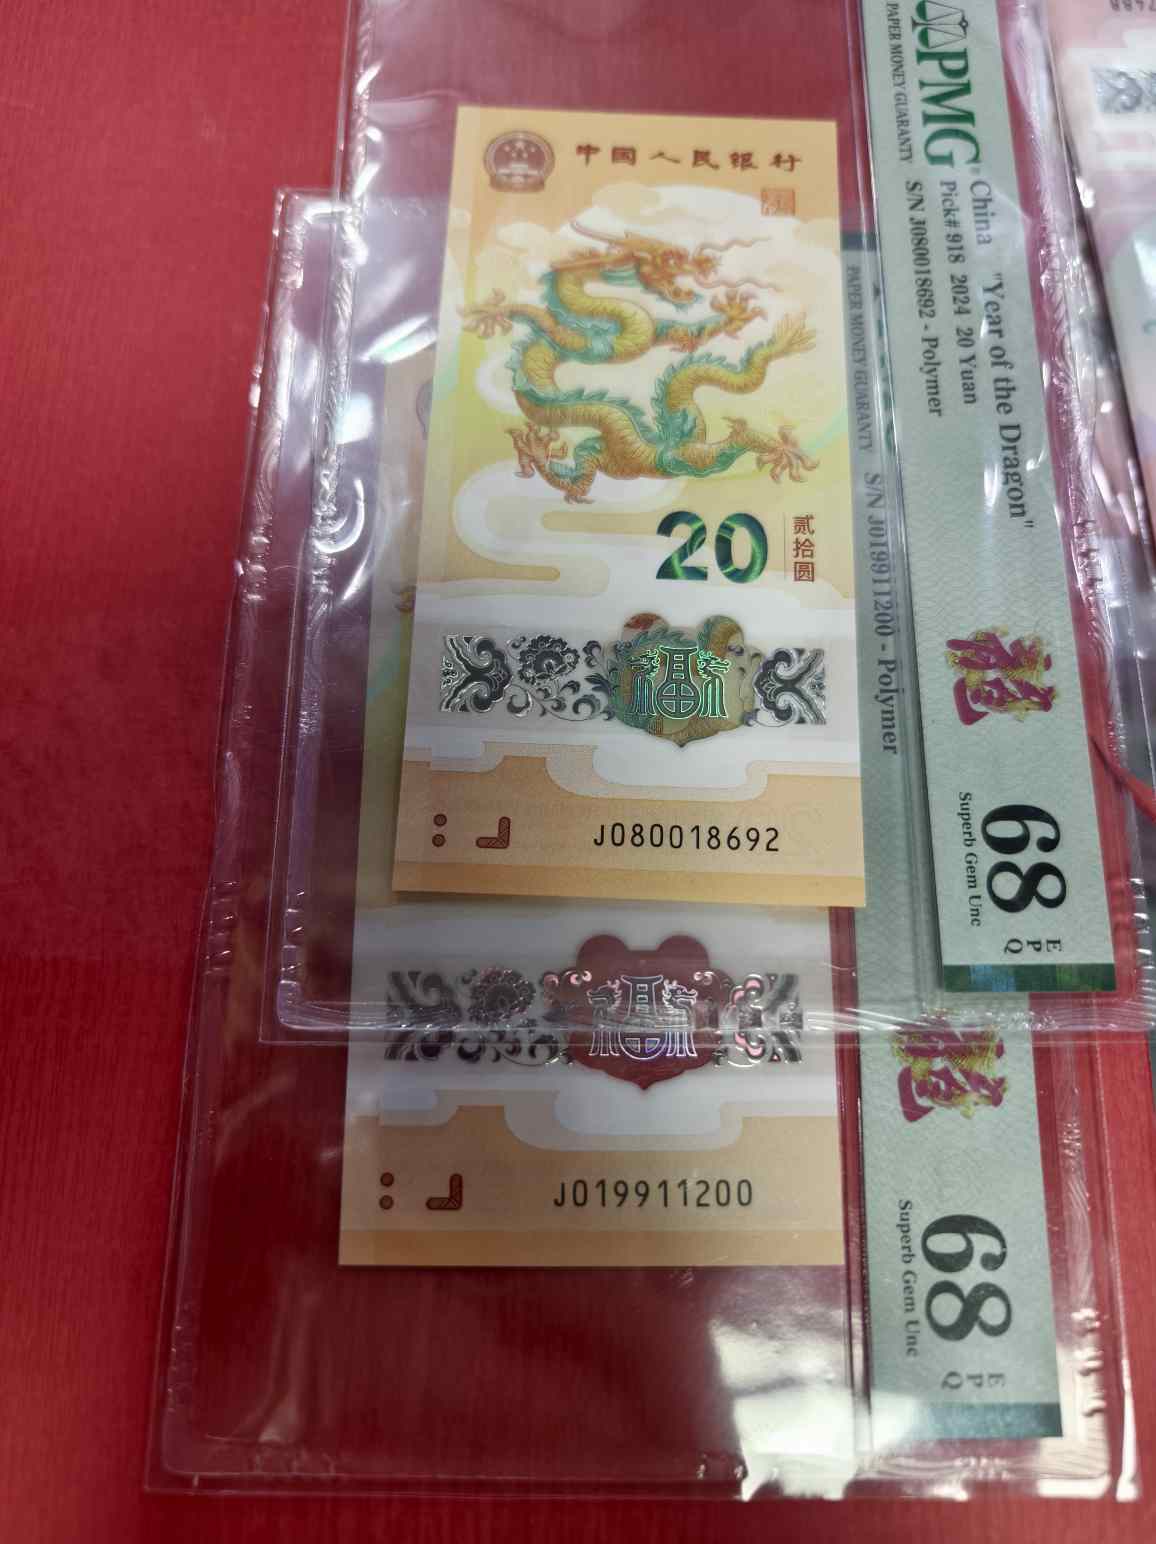 中国人民银行
20
贰拾圆
J080018692
J019911200
PMG
PAPER MONEY GUARANTY
China "Year of the Dragon"
Pick# 918 2024 20 Yuan
S/N J080018692 - Polymer
68
EPQ
Superb Gem Unc
PAPER MONEY GUARANTY
S/N J019911200 - Polymer
68
EPQ
Superb Gem Unc
福
福